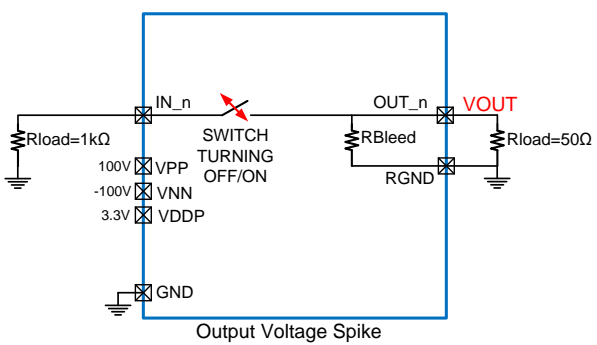 IN_n
OUT_n
VOUT
Rload=1kΩ
SWITCH
TURNING
OFF/ON
RBleed
Rload=50Ω
100V
VPP
RGND
-100V
VNN
3.3V
VDDP
GND
Output Voltage Spike